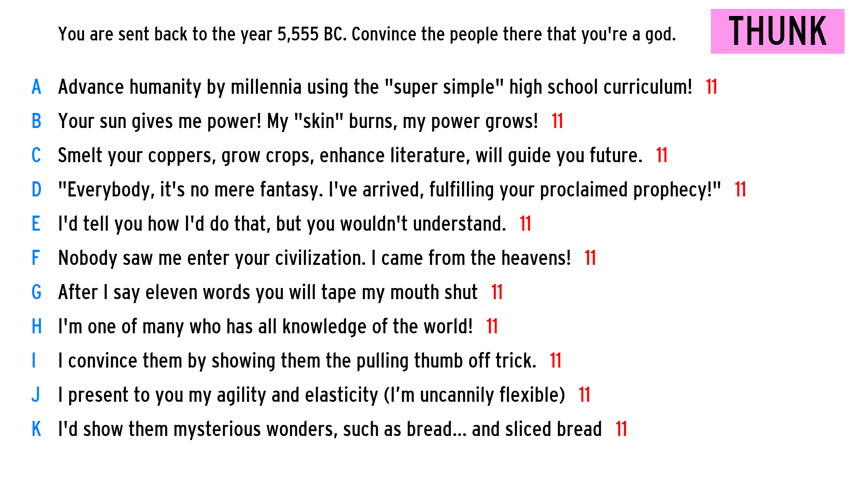 You are sent back to the year 5,555 BC. Convince the people there that you're a god.
THUNK
A Advance humanity by millennia using the "super simple" high school curriculum! 11
B Your sun gives me power! My "skin" burns, my power grows! 11
C Smelt your coppers, grow crops, enhance literature, will guide you future. 11
D "Everybody, it's no mere fantasy. I've arrived, fulfilling your proclaimed prophecy!" 11
E I'd tell you how I'd do that, but you wouldn't understand. 11
F Nobody saw me enter your civilization. I came from the heavens! 11
G After I say eleven words you will tape my mouth shut 11
H I'm one of many who has all knowledge of the world! 11
I I convince them by showing them the pulling thumb off trick. 11
J I present to you my agility and elasticity (I’m uncannily flexible) 11
K I'd show them mysterious wonders, such as bread... and sliced bread 11